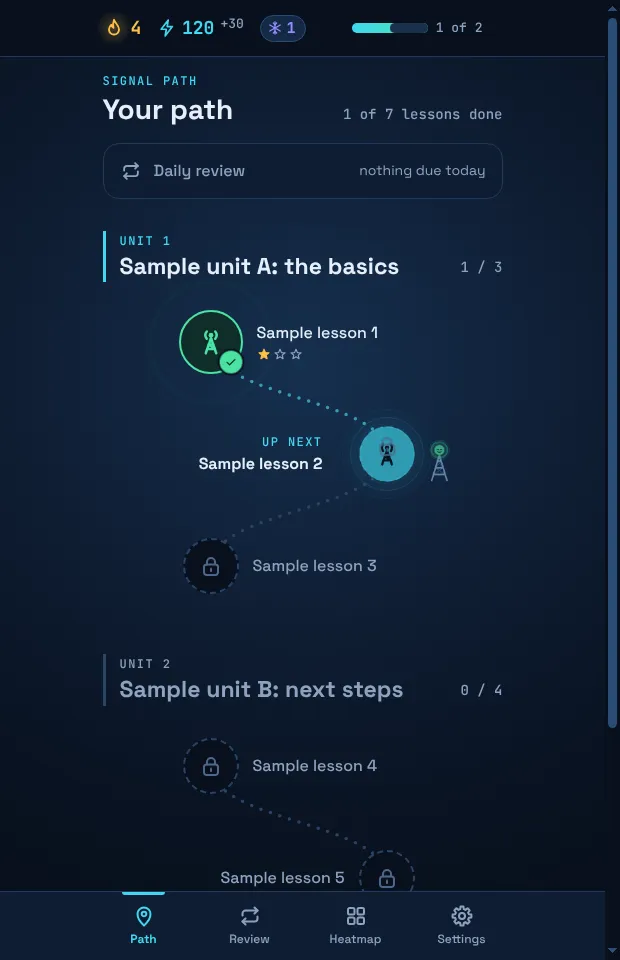 4 120 +30 1 1 of 2
SIGNAL PATH
Your path 1 of 7 lessons done
Daily review nothing due today
UNIT 1
Sample unit A: the basics 1 / 3
Sample lesson 1
UP NEXT
Sample lesson 2
Sample lesson 3
UNIT 2
Sample unit B: next steps 0 / 4
Sample lesson 4
Sample lesson 5
Path Review Heatmap Settings